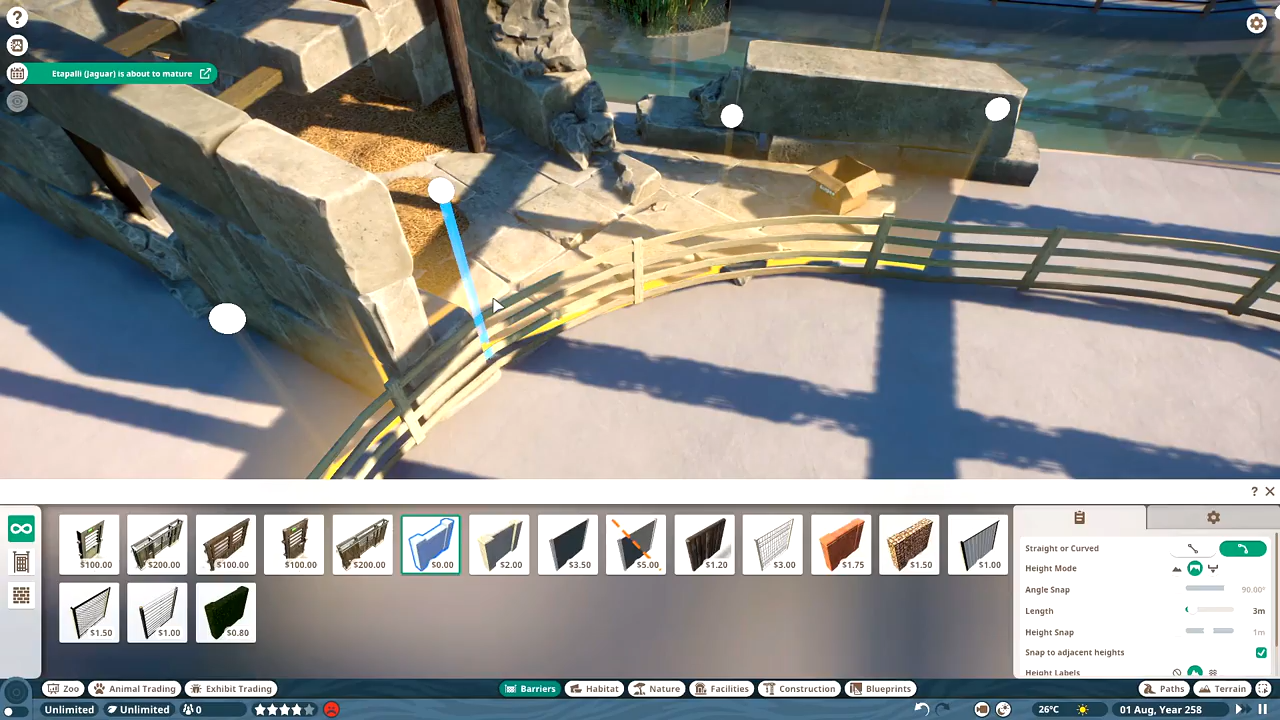 ?
Etapalli (Jaguar) is about to mature
? ×
$100.00 $200.00 $100.00 $100.00 $200.00 $0.00 $2.00 $3.50 $5.00 $1.20 $3.00 $1.75 $1.50 $1.00
$1.50 $1.00 $0.80
Straight or Curved
Height Mode
Angle Snap 90.00°
Length 3m
Height Snap 1m
Snap to adjacent heights
Height Labels
Zoo Animal Trading Exhibit Trading Barriers Habitat Nature Facilities Construction Blueprints Paths Terrain
Unlimited Unlimited 0 26°C 01 Aug, Year 258